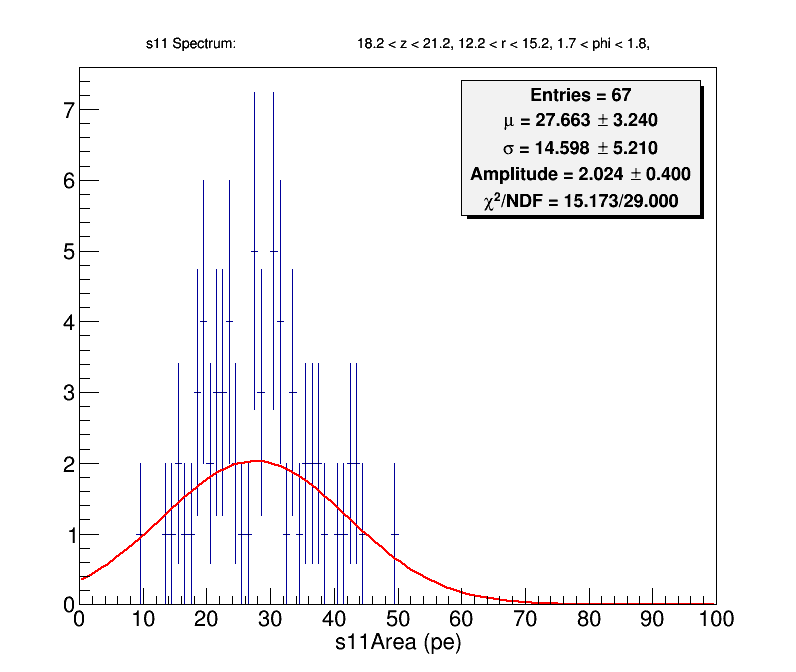 s11 Spectrum: 18.2 < z < 21.2, 12.2 < r < 15.2, 1.7 < phi < 1.8,
Entries = 67
μ = 27.663 ± 3.240
σ = 14.598 ± 5.210
Amplitude = 2.024 ± 0.400
χ²/NDF = 15.173/29.000
7
6
5
4
3
2
1
0
0 10 20 30 40 50 60 70 80 90 100
s11Area (pe)